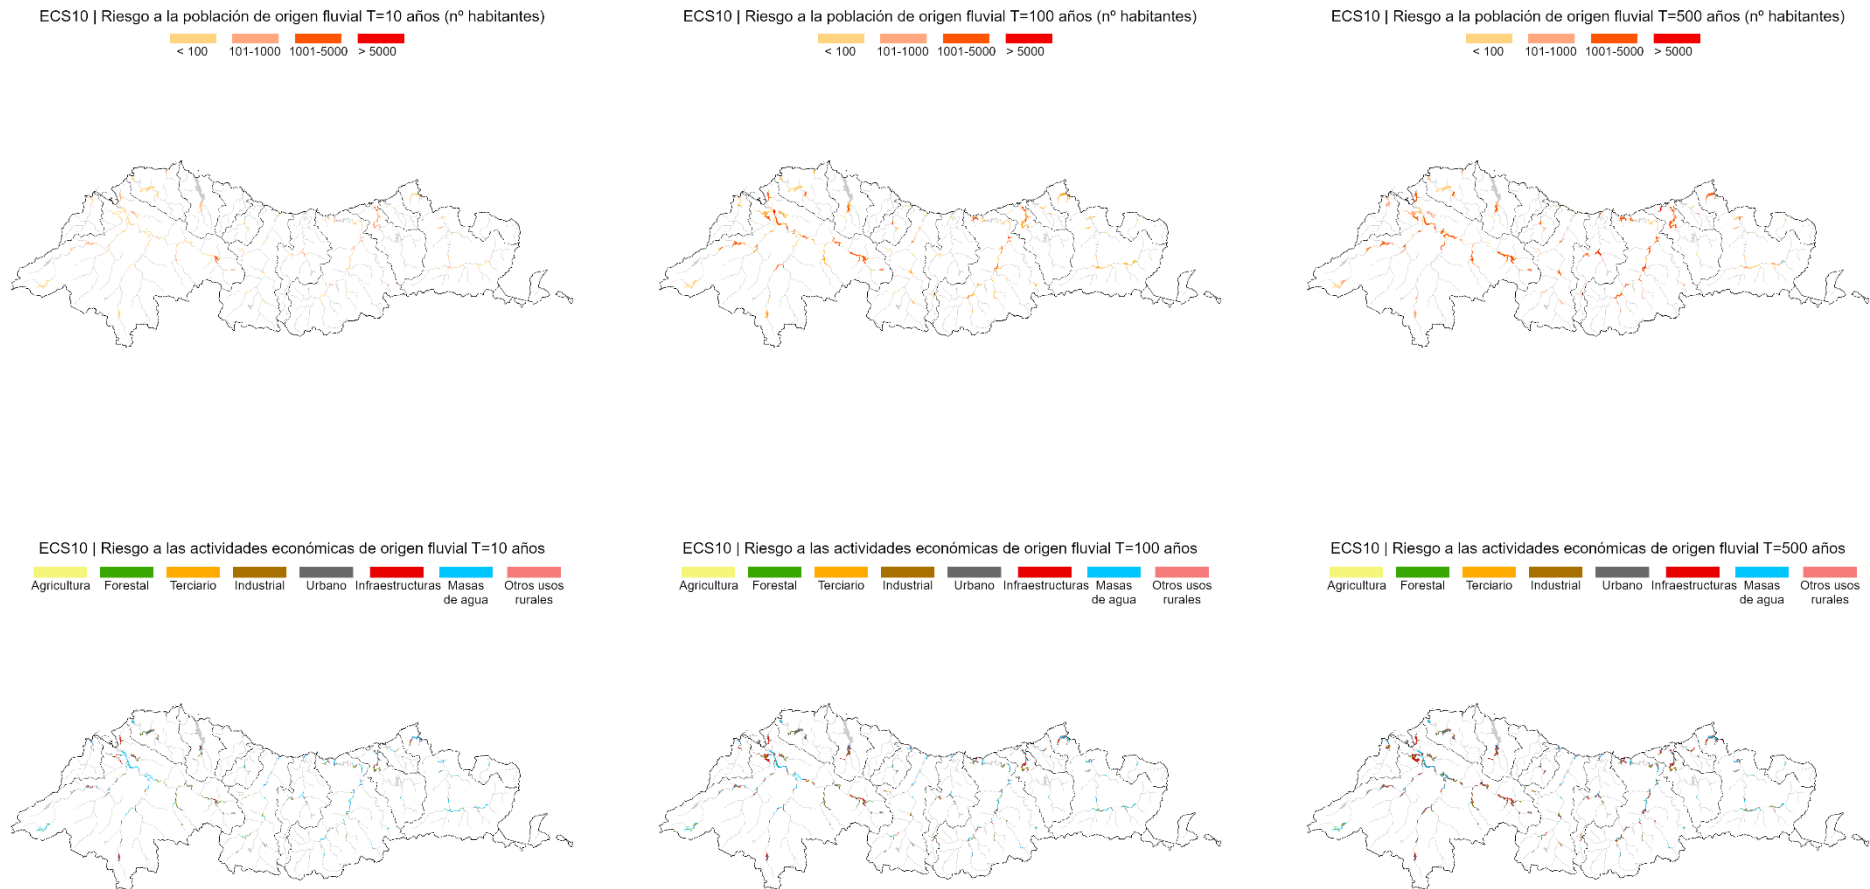 ECS10 | Riesgo a la población de origen fluvial T=10 años (nº habitantes)
< 100 101-1000 1001-5000 > 5000
ECS10 | Riesgo a la población de origen fluvial T=100 años (nº habitantes)
< 100 101-1000 1001-5000 > 5000
ECS10 | Riesgo a la población de origen fluvial T=500 años (nº habitantes)
< 100 101-1000 1001-5000 > 5000
ECS10 | Riesgo a las actividades económicas de origen fluvial T=10 años
Agricultura Forestal Terciario Industrial Urbano Infraestructuras Masas Otros usos
de agua rurales
ECS10 | Riesgo a las actividades económicas de origen fluvial T=100 años
Agricultura Forestal Terciario Industrial Urbano Infraestructuras Masas Otros usos
de agua rurales
ECS10 | Riesgo a las actividades económicas de origen fluvial T=500 años
Agricultura Forestal Terciario Industrial Urbano Infraestructuras Masas Otros usos
de agua rurales